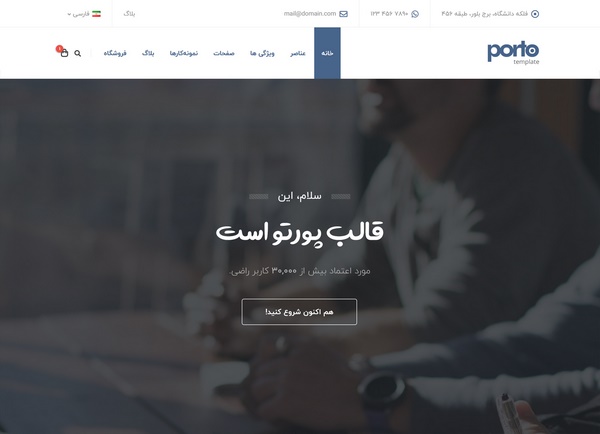 فلکه دانشگاه، برج بلور، طبقه ۴۵۶
۱۲۳ ۴۵۶ ۷۸۹۰
mail@domain.com
بلاگ
فارسی
porto
template
خانه
عناصر
ویژگی ها
صفحات
نمونه‌کارها
بلاگ
فروشگاه
سلام، این
قالب پورتو است
مورد اعتماد بیش از ۳۰,۰۰۰ کاربر راضی.
هم اکنون شروع کنید!